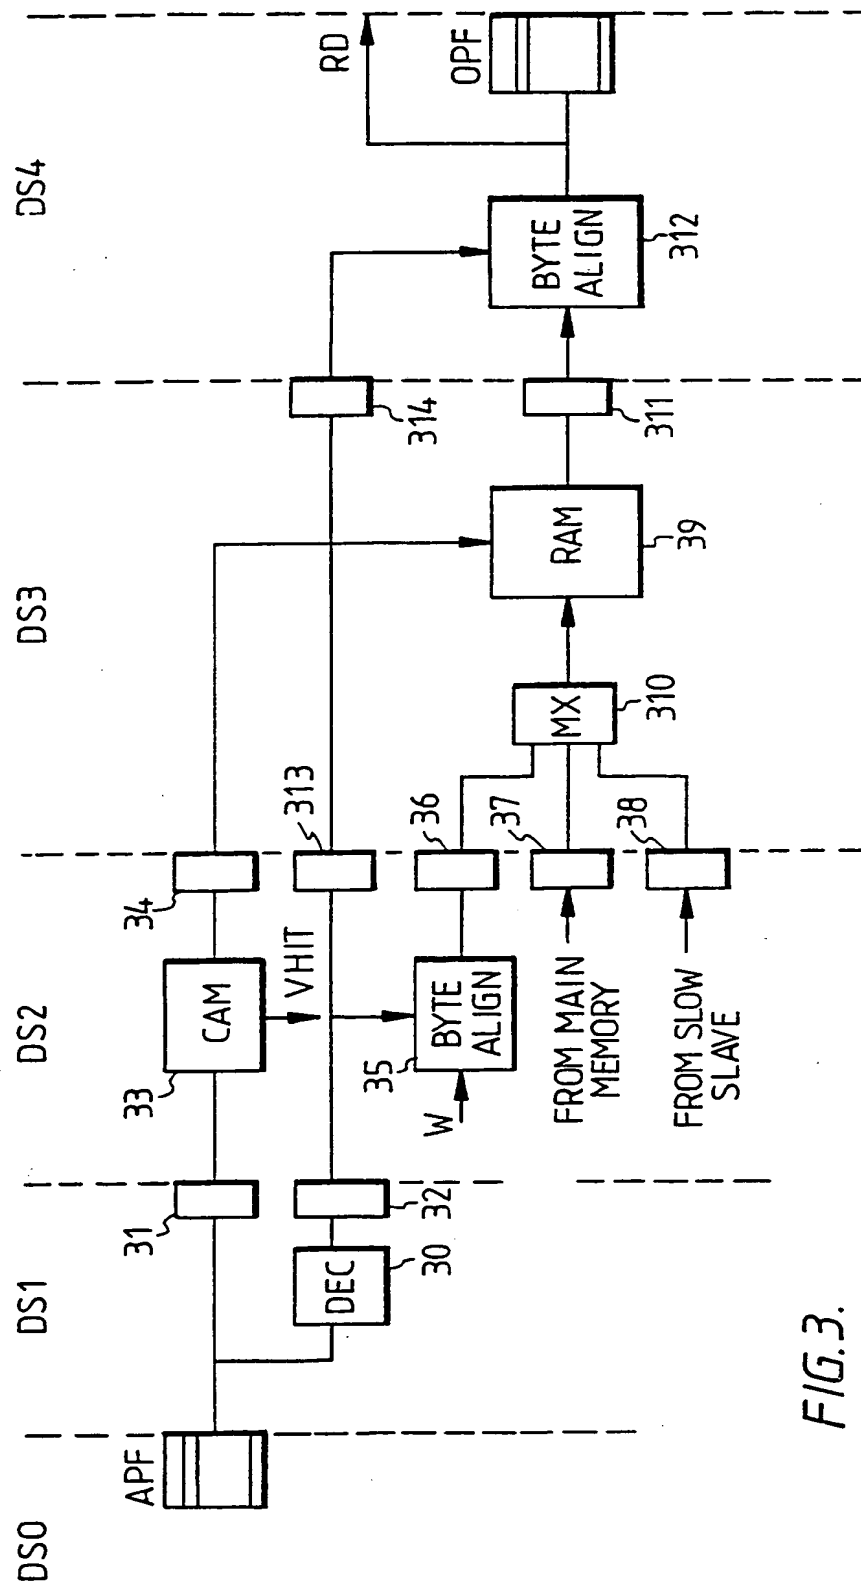 DS0
DS1
DS2
DS3
DS4
APF
31
DEC
30
32
CAM
33
34
VHIT
313
W
BYTE
ALIGN
35
36
FROM MAIN
MEMORY
37
FROM SLOW
SLAVE
38
MX
310
RAM
39
314
311
BYTE
ALIGN
312
RD
OPF
FIG.3.